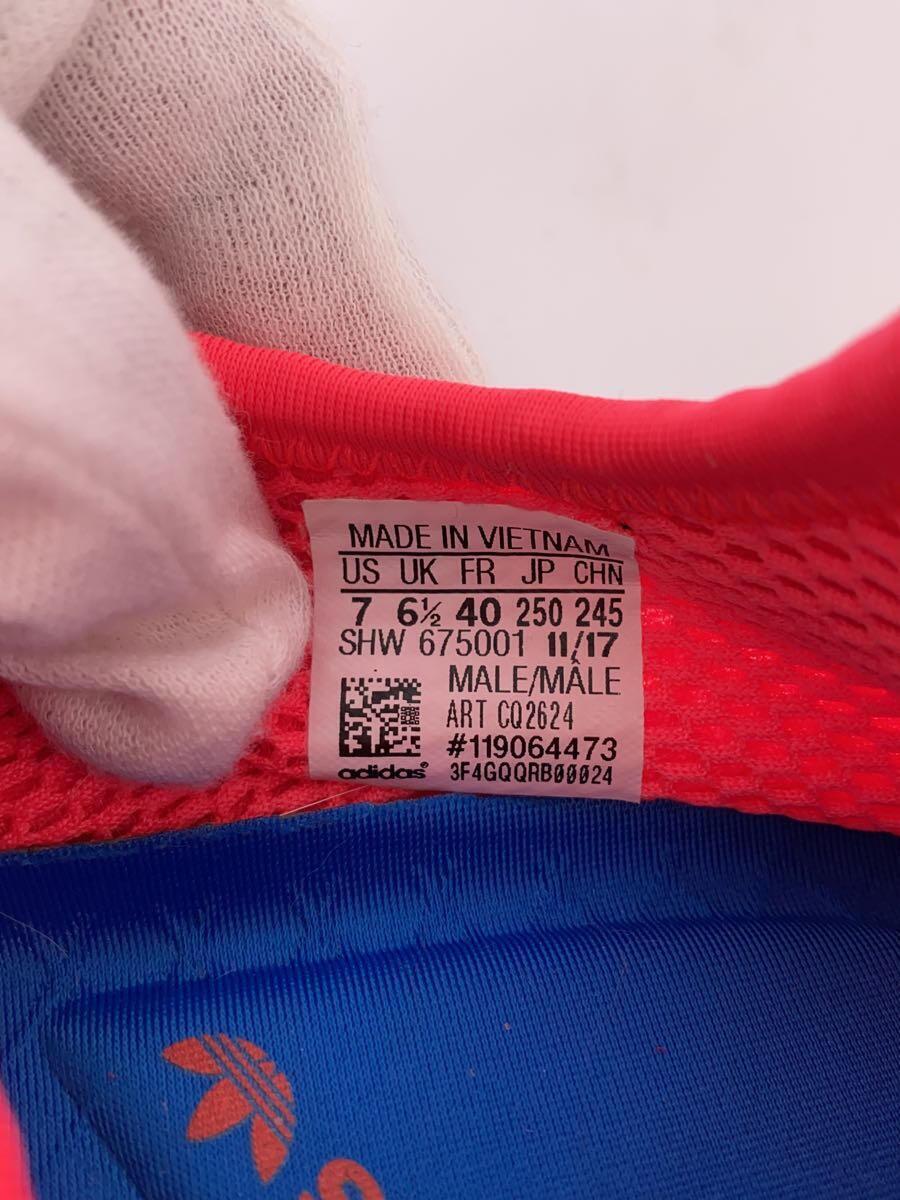 MADE IN VIETNAM
US UK FR JP CHN
7 6½ 40 250 245
SHW 675001 11/17
MALE/MÂLE
ART CQ2624
#119064473
adidas® 3F4GQQRB00024